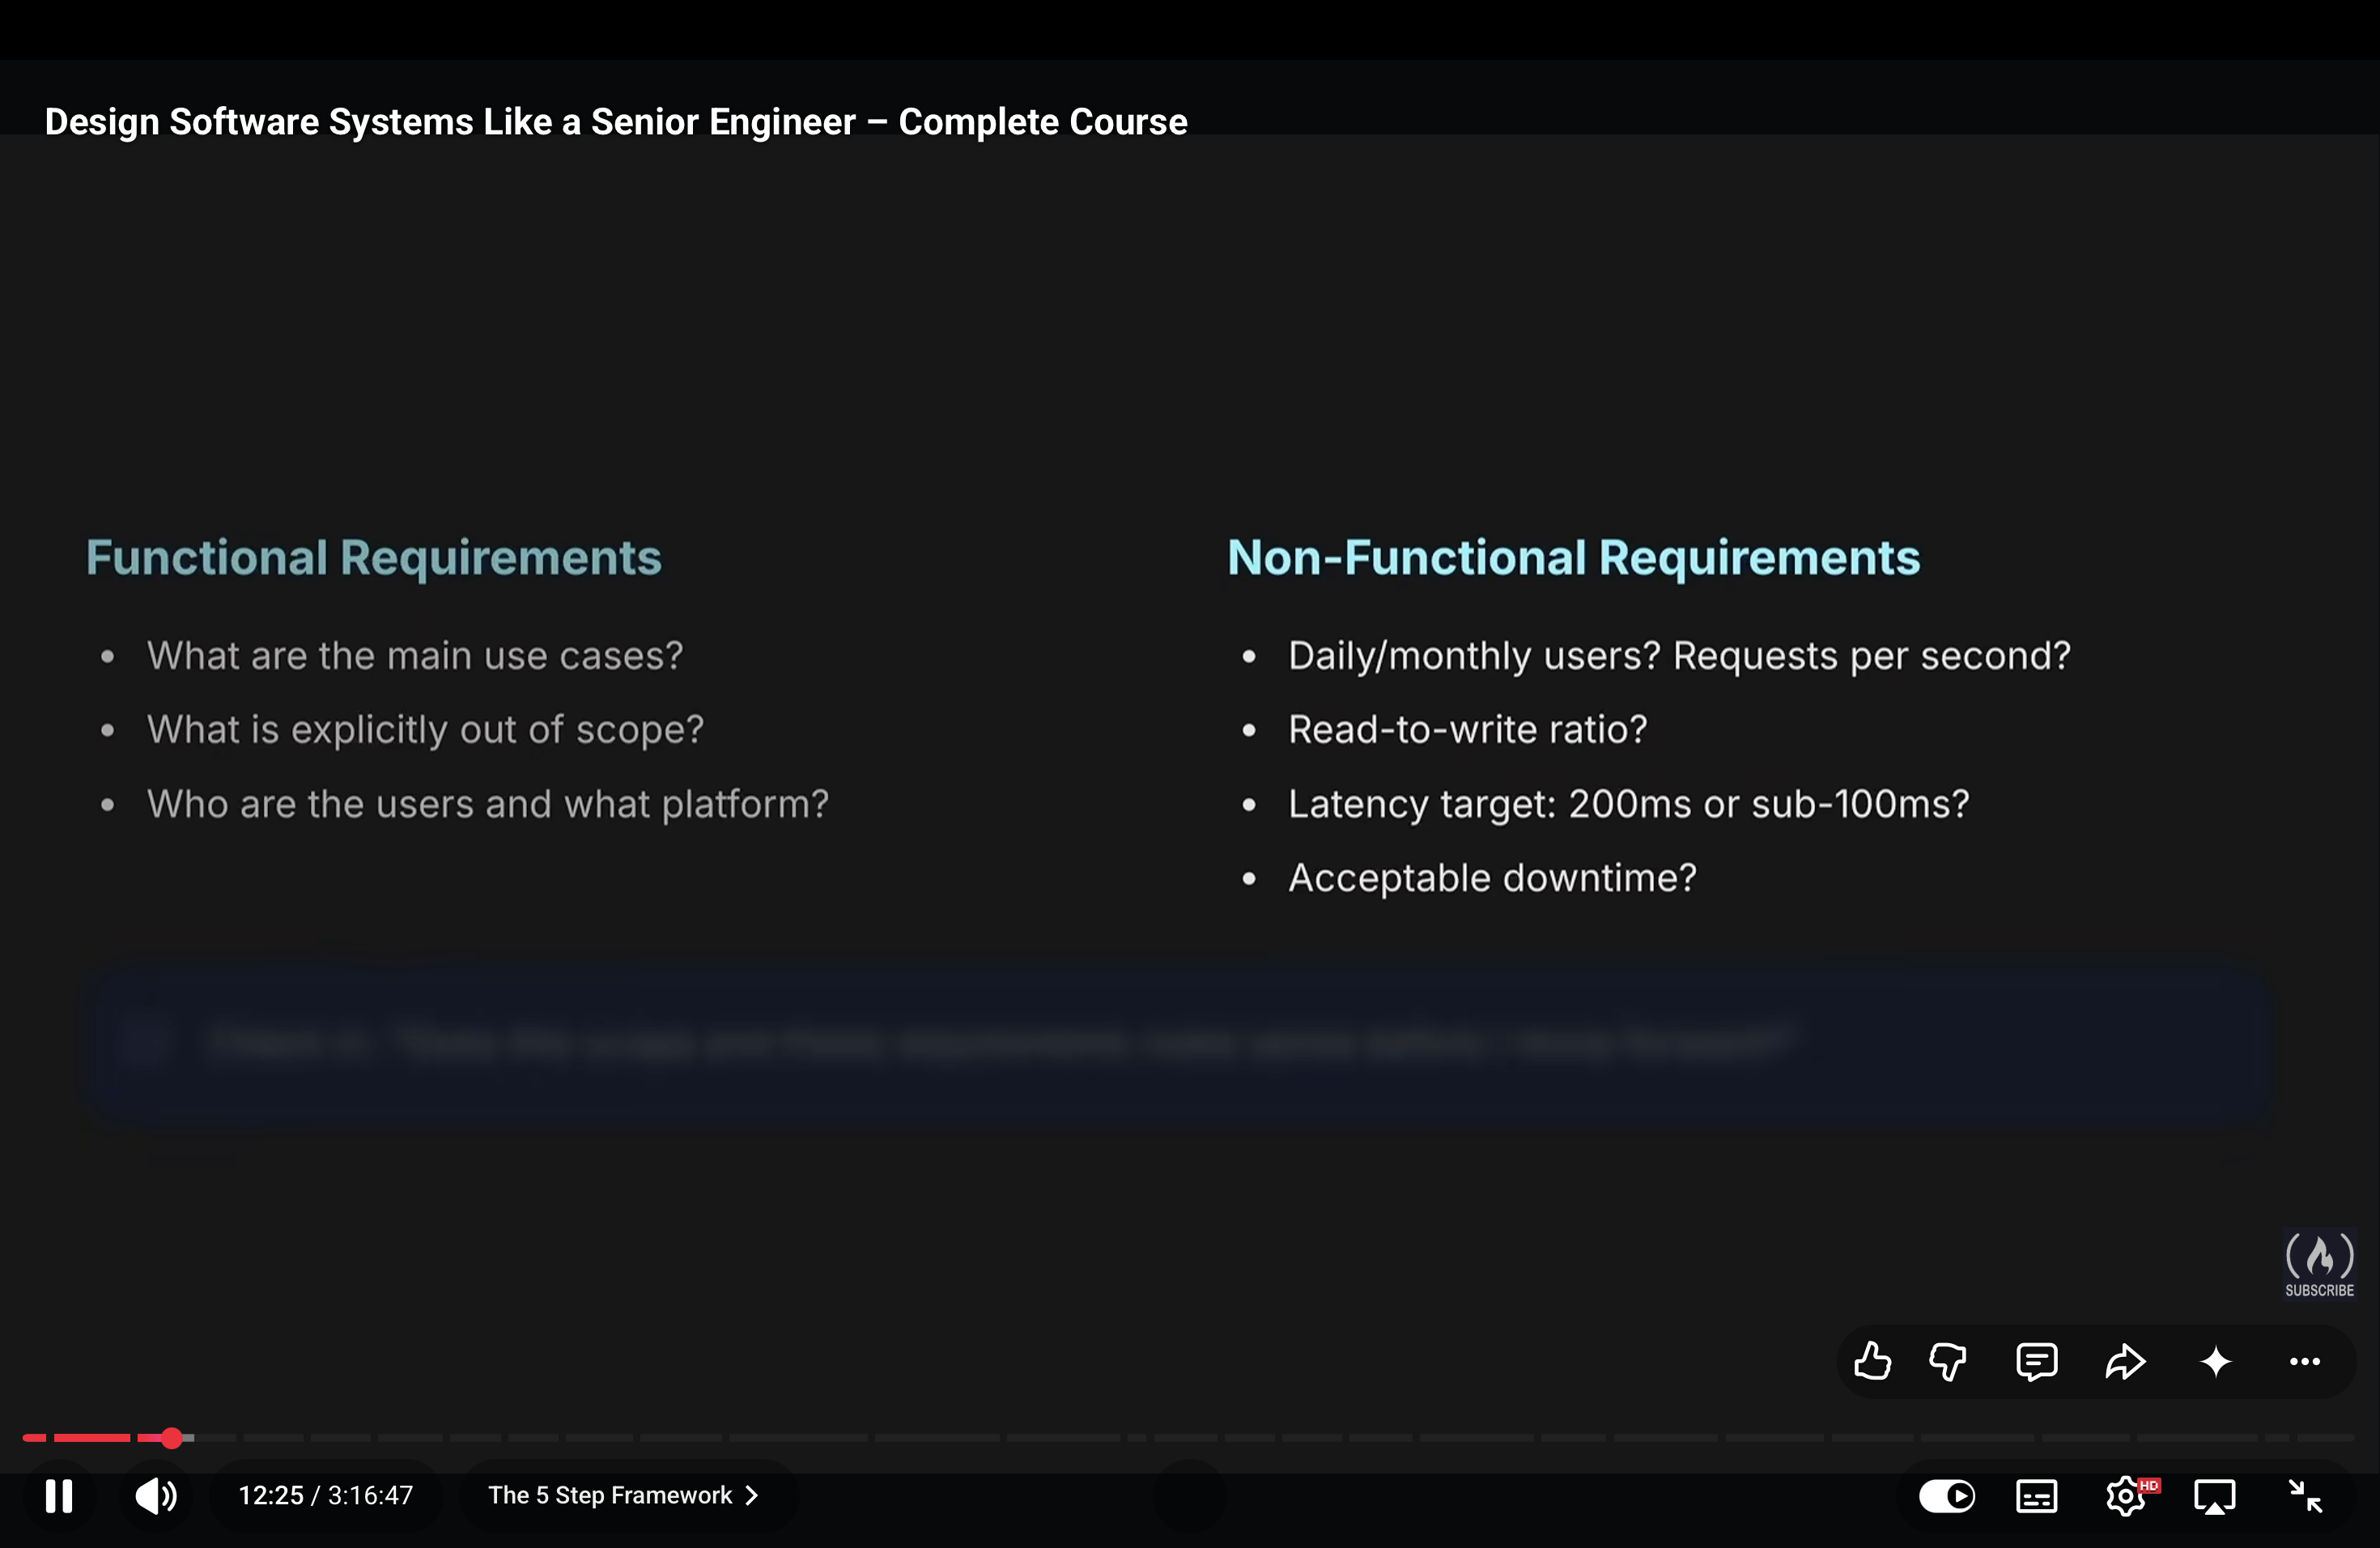 Design Software Systems Like a Senior Engineer – Complete Course
Functional Requirements
• What are the main use cases?
• What is explicitly out of scope?
• Who are the users and what platform?
Non-Functional Requirements
• Daily/monthly users? Requests per second?
• Read-to-write ratio?
• Latency target: 200ms or sub-100ms?
• Acceptable downtime?
SUBSCRIBE
12:25 / 3:16:47
The 5 Step Framework
HD